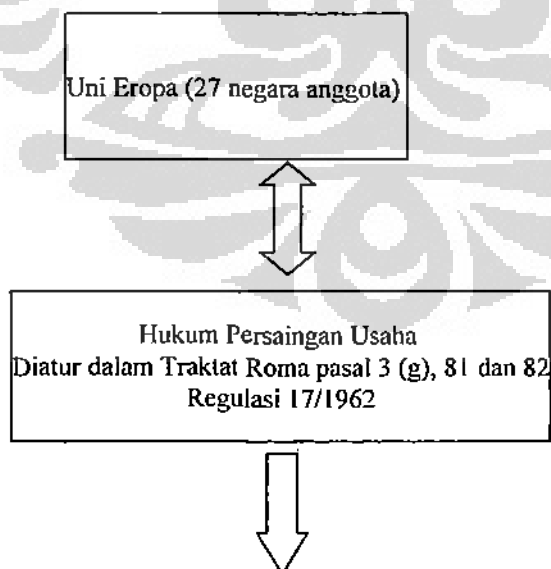 Uni Eropa (27 negara anggota)
Hukum Persaingan Usaha
Diatur dalam Traktat Roma pasal 3 (g), 81 dan 82
Regulasi 17/1962